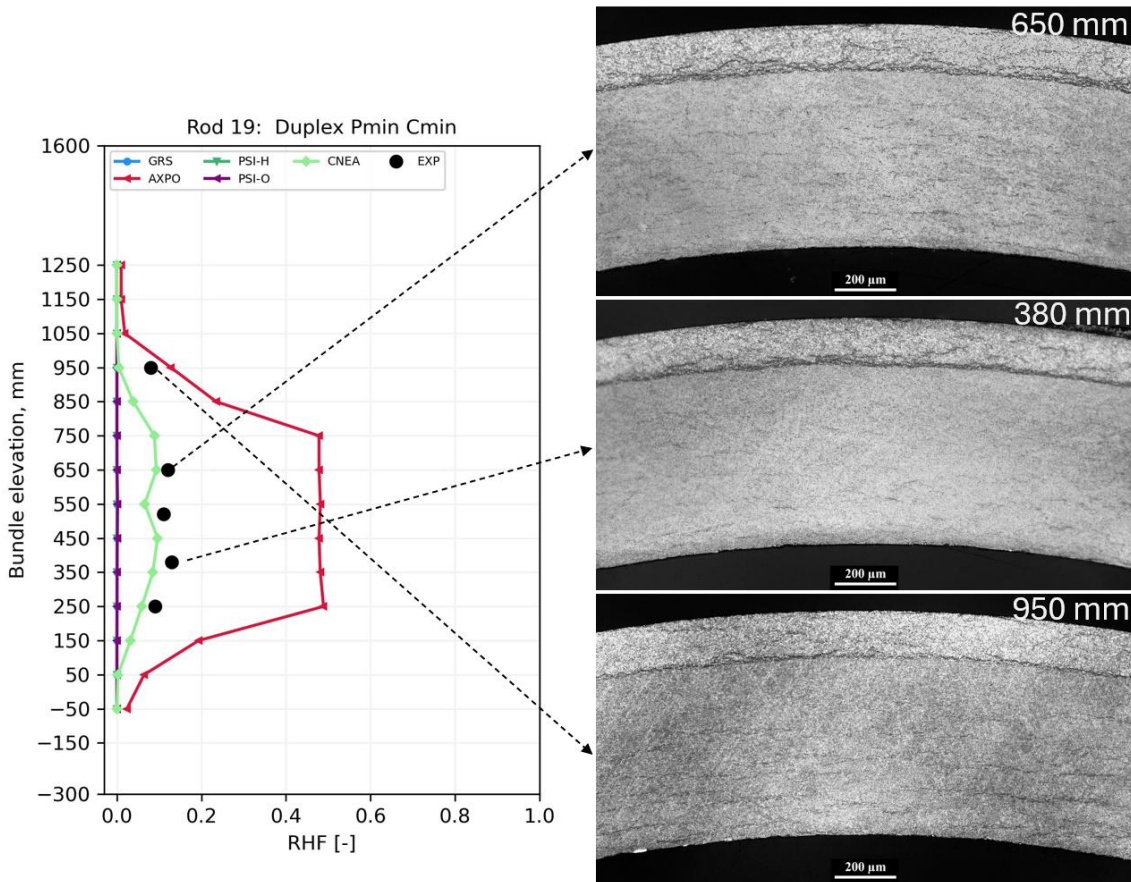 Rod 19: Duplex Pmin Cmin
GRS
AXPO
PSI-H
PSI-O
CNEA
EXP
Bundle elevation, mm
1600
1250
1150
1050
950
850
750
650
550
450
350
250
150
50
−50
−150
−300
0.0 0.2 0.4 0.6 0.8 1.0
RHF [-]
650 mm
200 μm
380 mm
200 μm
950 mm
200 μm